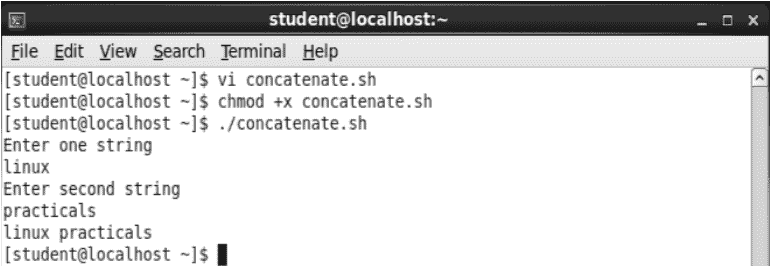 student@localhost:~
File Edit View Search Terminal Help
[student@localhost ~]$ vi concatenate.sh
[student@localhost ~]$ chmod +x concatenate.sh
[student@localhost ~]$ ./concatenate.sh
Enter one string
linux
Enter second string
practicals
linux practicals
[student@localhost ~]$